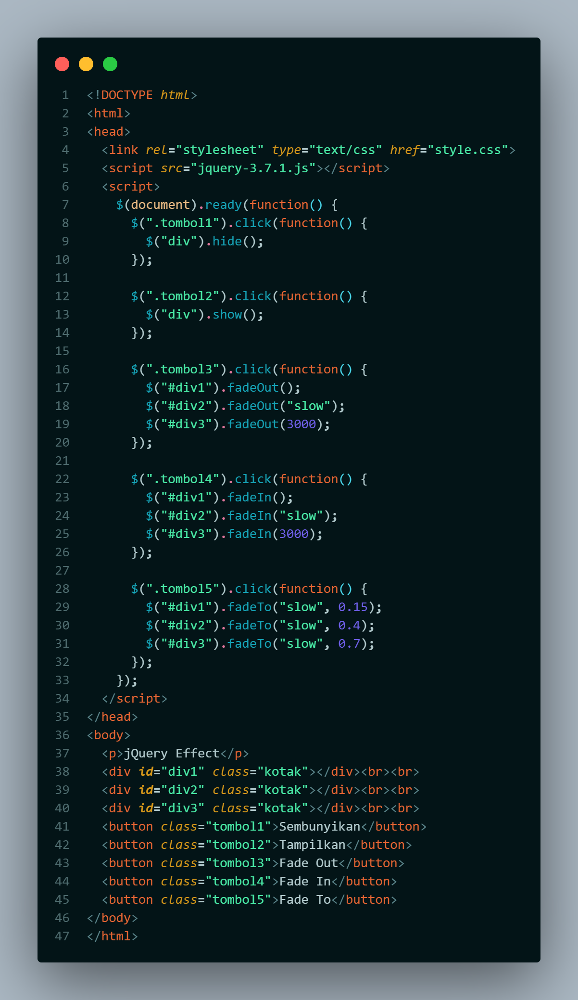 1 <!DOCTYPE html>
2 <html>
3 <head>
4   <link rel="stylesheet" type="text/css" href="style.css">
5   <script src="jquery-3.7.1.js"></script>
6   <script>
7     $(document).ready(function() {
8       $(".tombol1").click(function() {
9         $("div").hide();
10       });
11
12       $(".tombol2").click(function() {
13         $("div").show();
14       });
15
16       $(".tombol3").click(function() {
17         $("#div1").fadeOut();
18         $("#div2").fadeOut("slow");
19         $("#div3").fadeOut(3000);
20       });
21
22       $(".tombol4").click(function() {
23         $("#div1").fadeIn();
24         $("#div2").fadeIn("slow");
25         $("#div3").fadeIn(3000);
26       });
27
28       $(".tombol5").click(function() {
29         $("#div1").fadeTo("slow", 0.15);
30         $("#div2").fadeTo("slow", 0.4);
31         $("#div3").fadeTo("slow", 0.7);
32       });
33     });
34   </script>
35 </head>
36 <body>
37   <p>jQuery Effect</p>
38   <div id="div1" class="kotak"></div><br><br>
39   <div id="div2" class="kotak"></div><br><br>
40   <div id="div3" class="kotak"></div><br><br>
41   <button class="tombol1">Sembunyikan</button>
42   <button class="tombol2">Tampilkan</button>
43   <button class="tombol3">Fade Out</button>
44   <button class="tombol4">Fade In</button>
45   <button class="tombol5">Fade To</button>
46 </body>
47 </html>